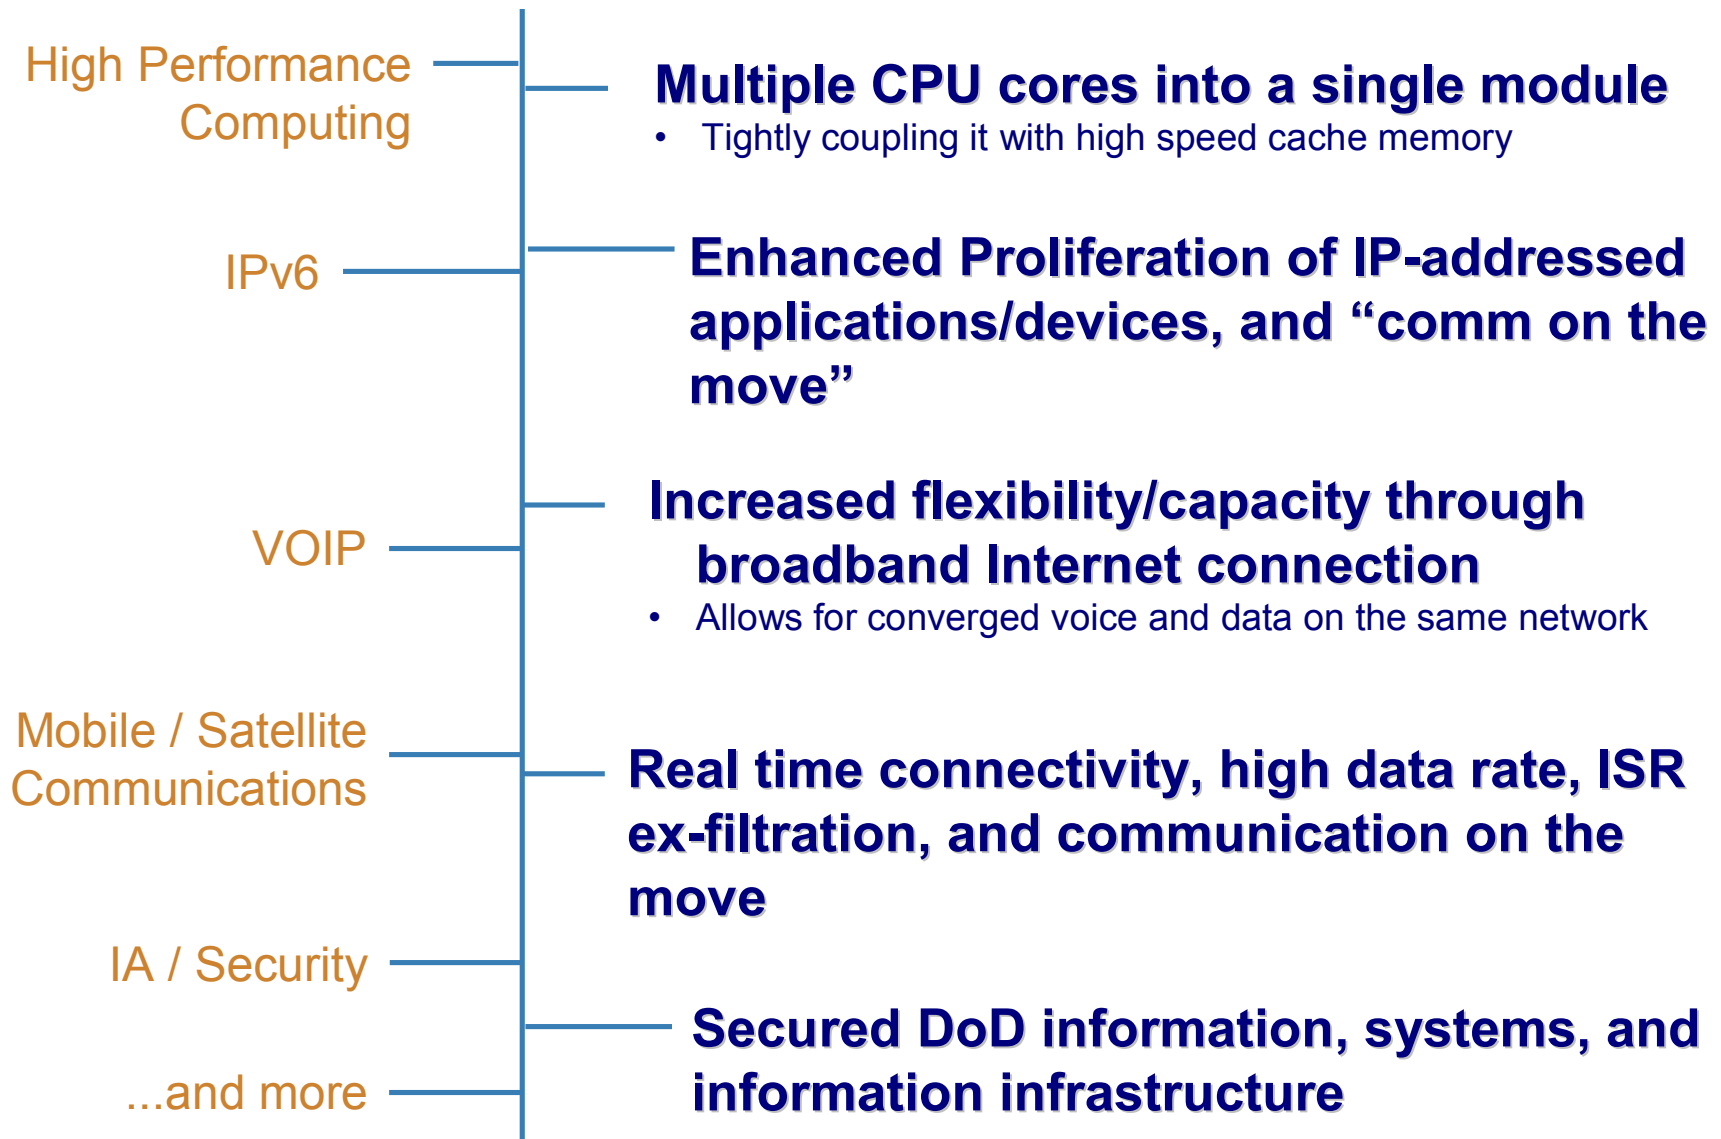 High Performance
Computing
Multiple CPU cores into a single module
• Tightly coupling it with high speed cache memory
IPv6
Enhanced Proliferation of IP-addressed
applications/devices, and “comm on the
move”
VOIP
Increased flexibility/capacity through
broadband Internet connection
• Allows for converged voice and data on the same network
Mobile / Satellite
Communications
Real time connectivity, high data rate, ISR
ex-filtration, and communication on the
move
IA / Security
Secured DoD information, systems, and
information infrastructure
...and more